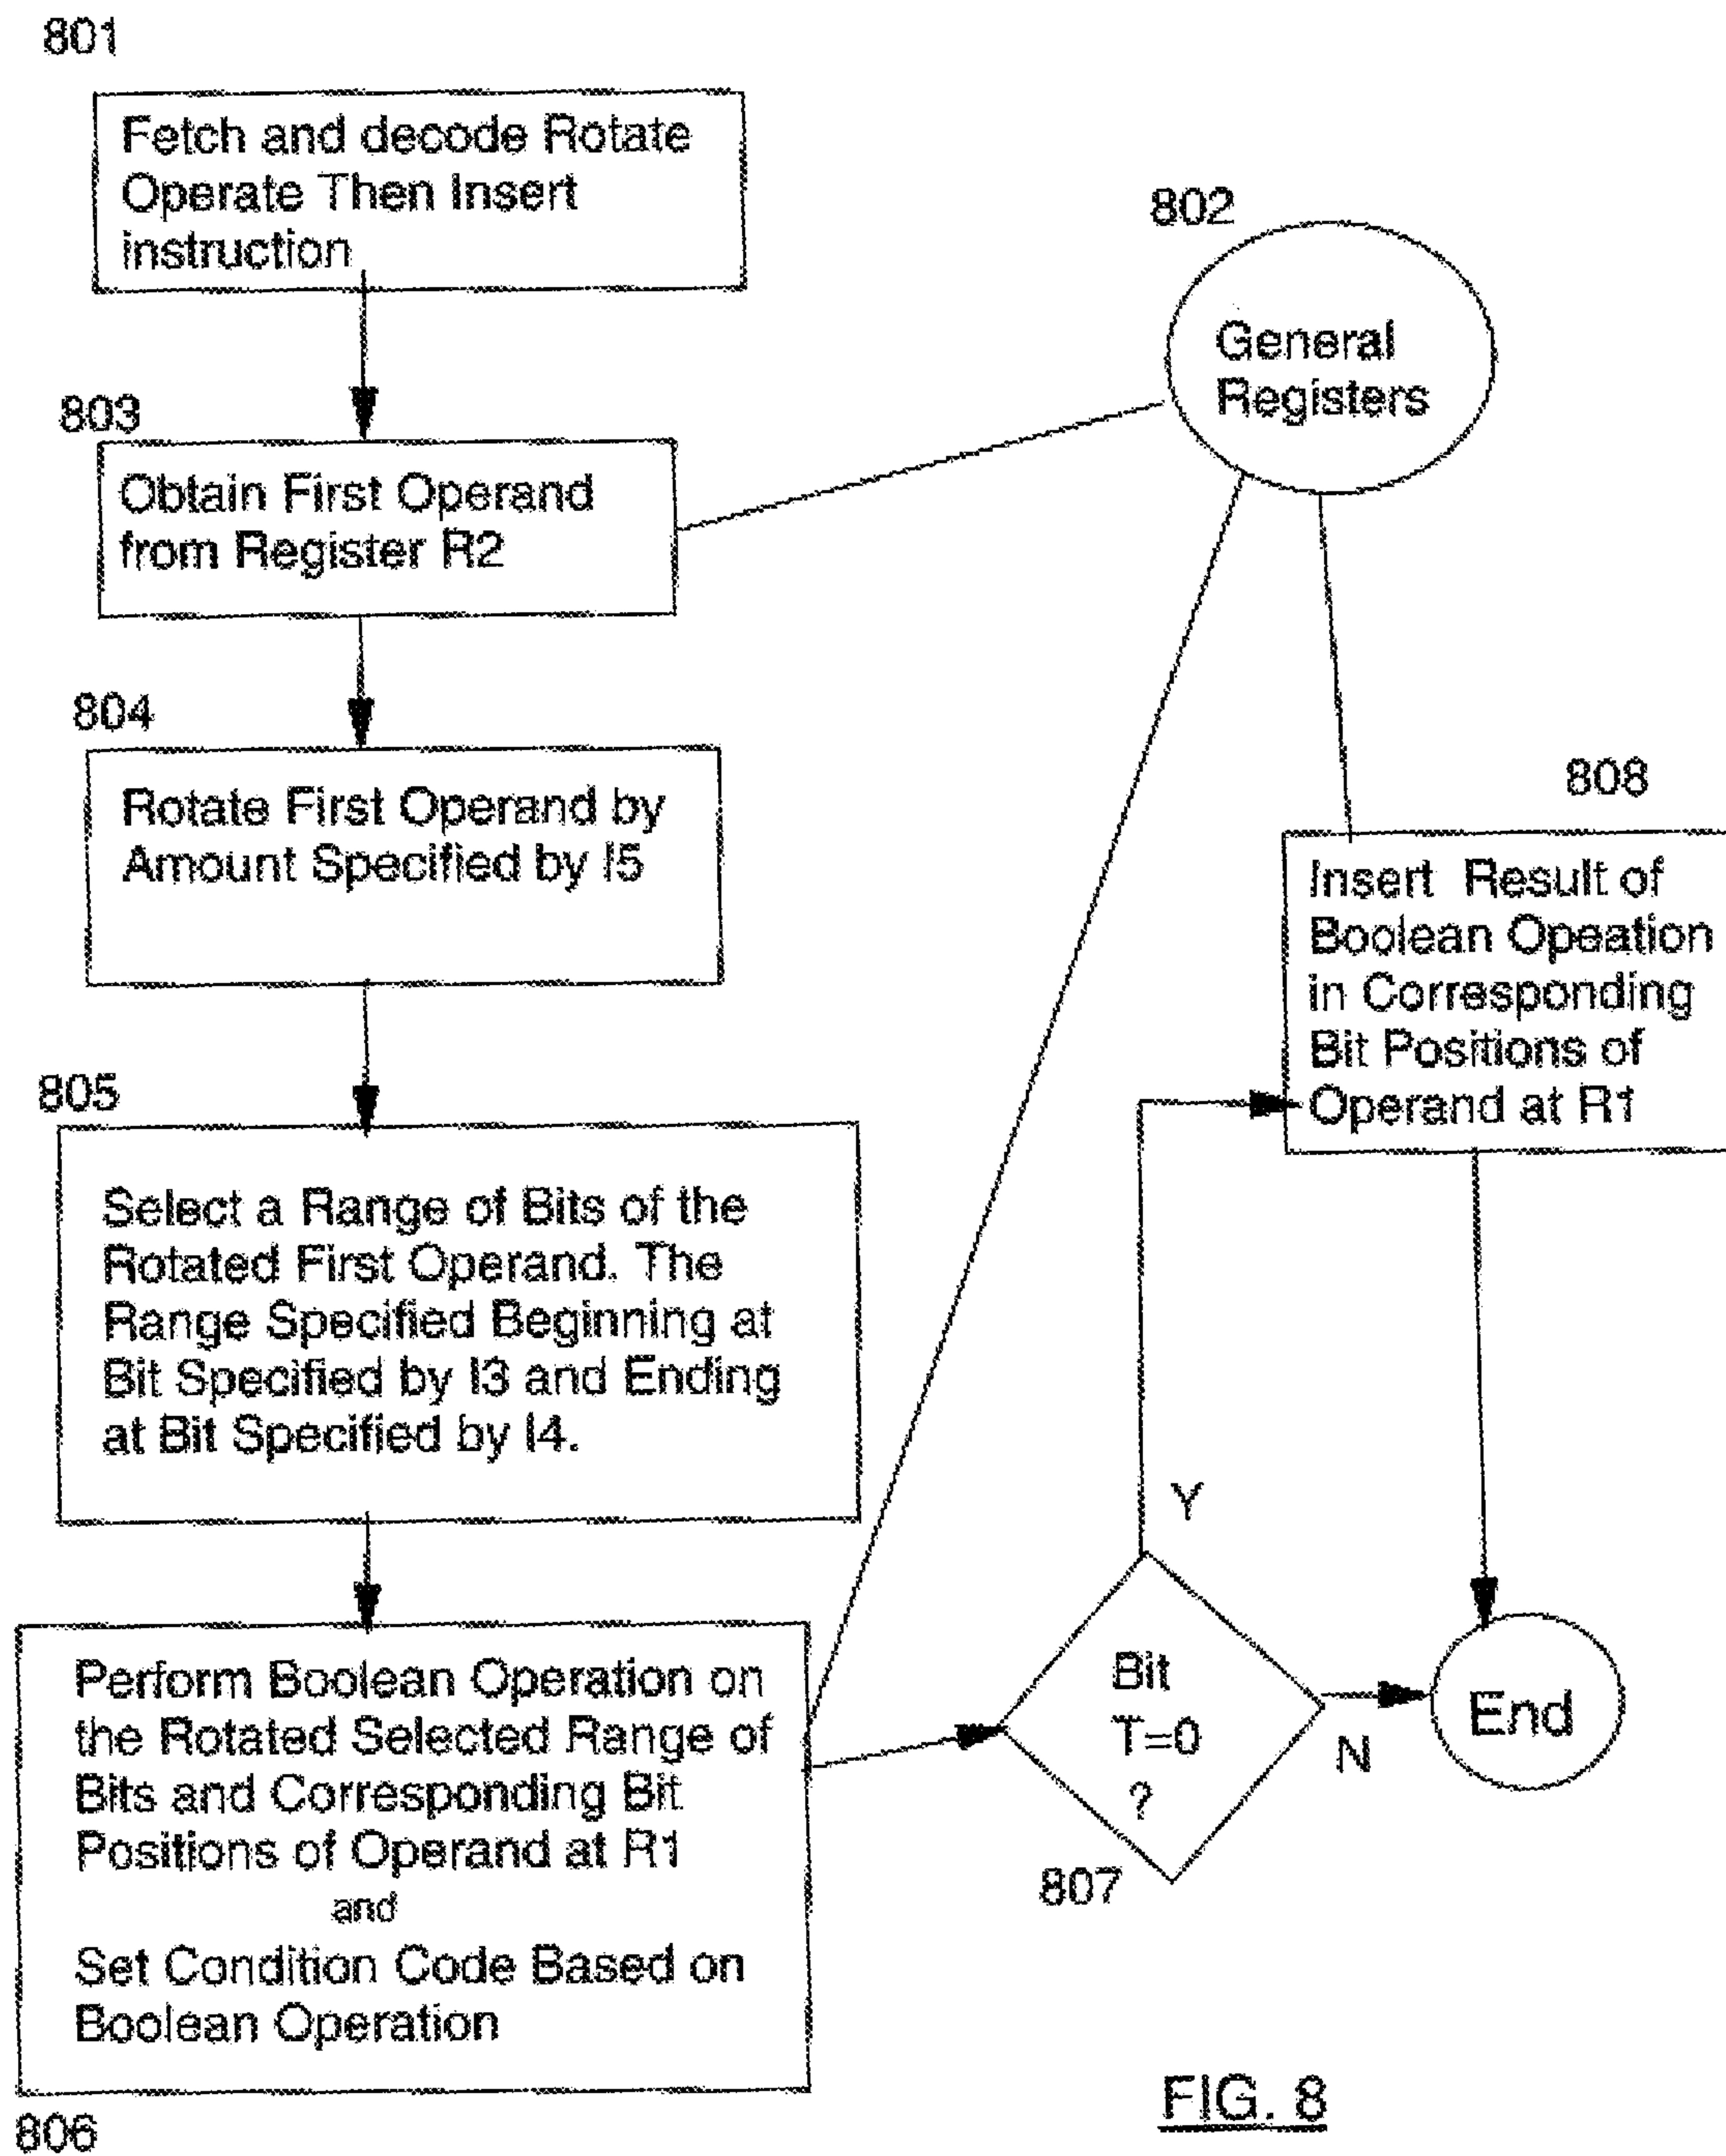 801
Fetch and decode Rotate
Operate Then Insert
instruction
802
General
Registers
803
Obtain First Operand
from Register R2
804
Rotate First Operand by
Amount Specified by I5
805
Select a Range of Bits of the
Rotated First Operand. The
Range Specified Beginning at
Bit Specified by I3 and Ending
at Bit Specified by I4.
806
Perform Boolean Operation on
the Rotated Selected Range of
Bits and Corresponding Bit
Positions of Operand at R1
and
Set Condition Code Based on
Boolean Operation
807
Bit
T=0
?
Y
N
808
Insert Result of
Boolean Opeation
in Corresponding
Bit Positions of
Operand at R1
End
FIG. 8